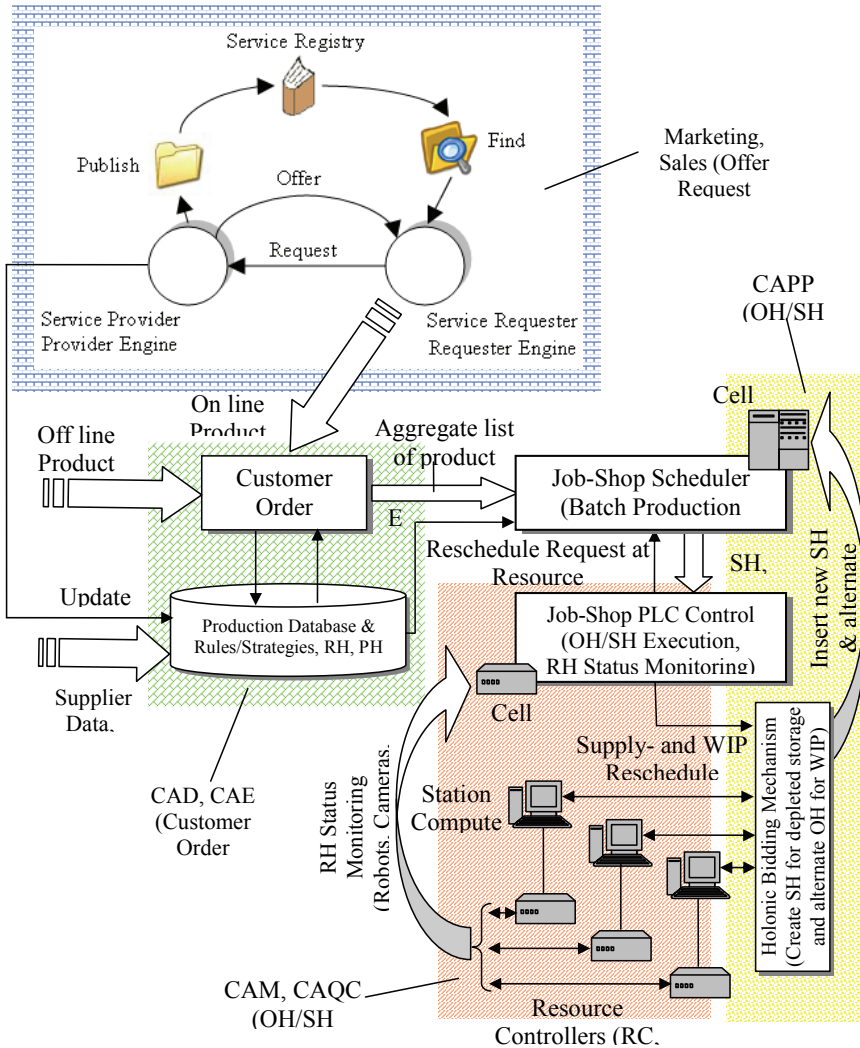 Service Registry
Publish
Find
Marketing,
Sales (Offer
Request
Offer
Request
Service Provider
Provider Engine
Service Requester
Requester Engine
CAPP
(OH/SH
Cell
On line
Product
Off line
Product
Aggregate list
of product
Customer
Order
Job-Shop Scheduler
(Batch Production
E
Reschedule Request at
Resource
SH,
Insert new SH
& alternate
Update
Production Database &
Rules/Strategies, RH, PH
Job-Shop PLC Control
(OH/SH Execution,
RH Status Monitoring)
Supplier
Data,
Cell
Supply- and WIP
Reschedule
CAD, CAE
(Customer
Order
RH Status
Monitoring
(Robots, Cameras,
Station
Compute
Holonic Bidding Mechanism
(Create SH for depleted storage
and alternate OH for WIP)
CAM, CAQC
(OH/SH
Resource
Controllers (RC,